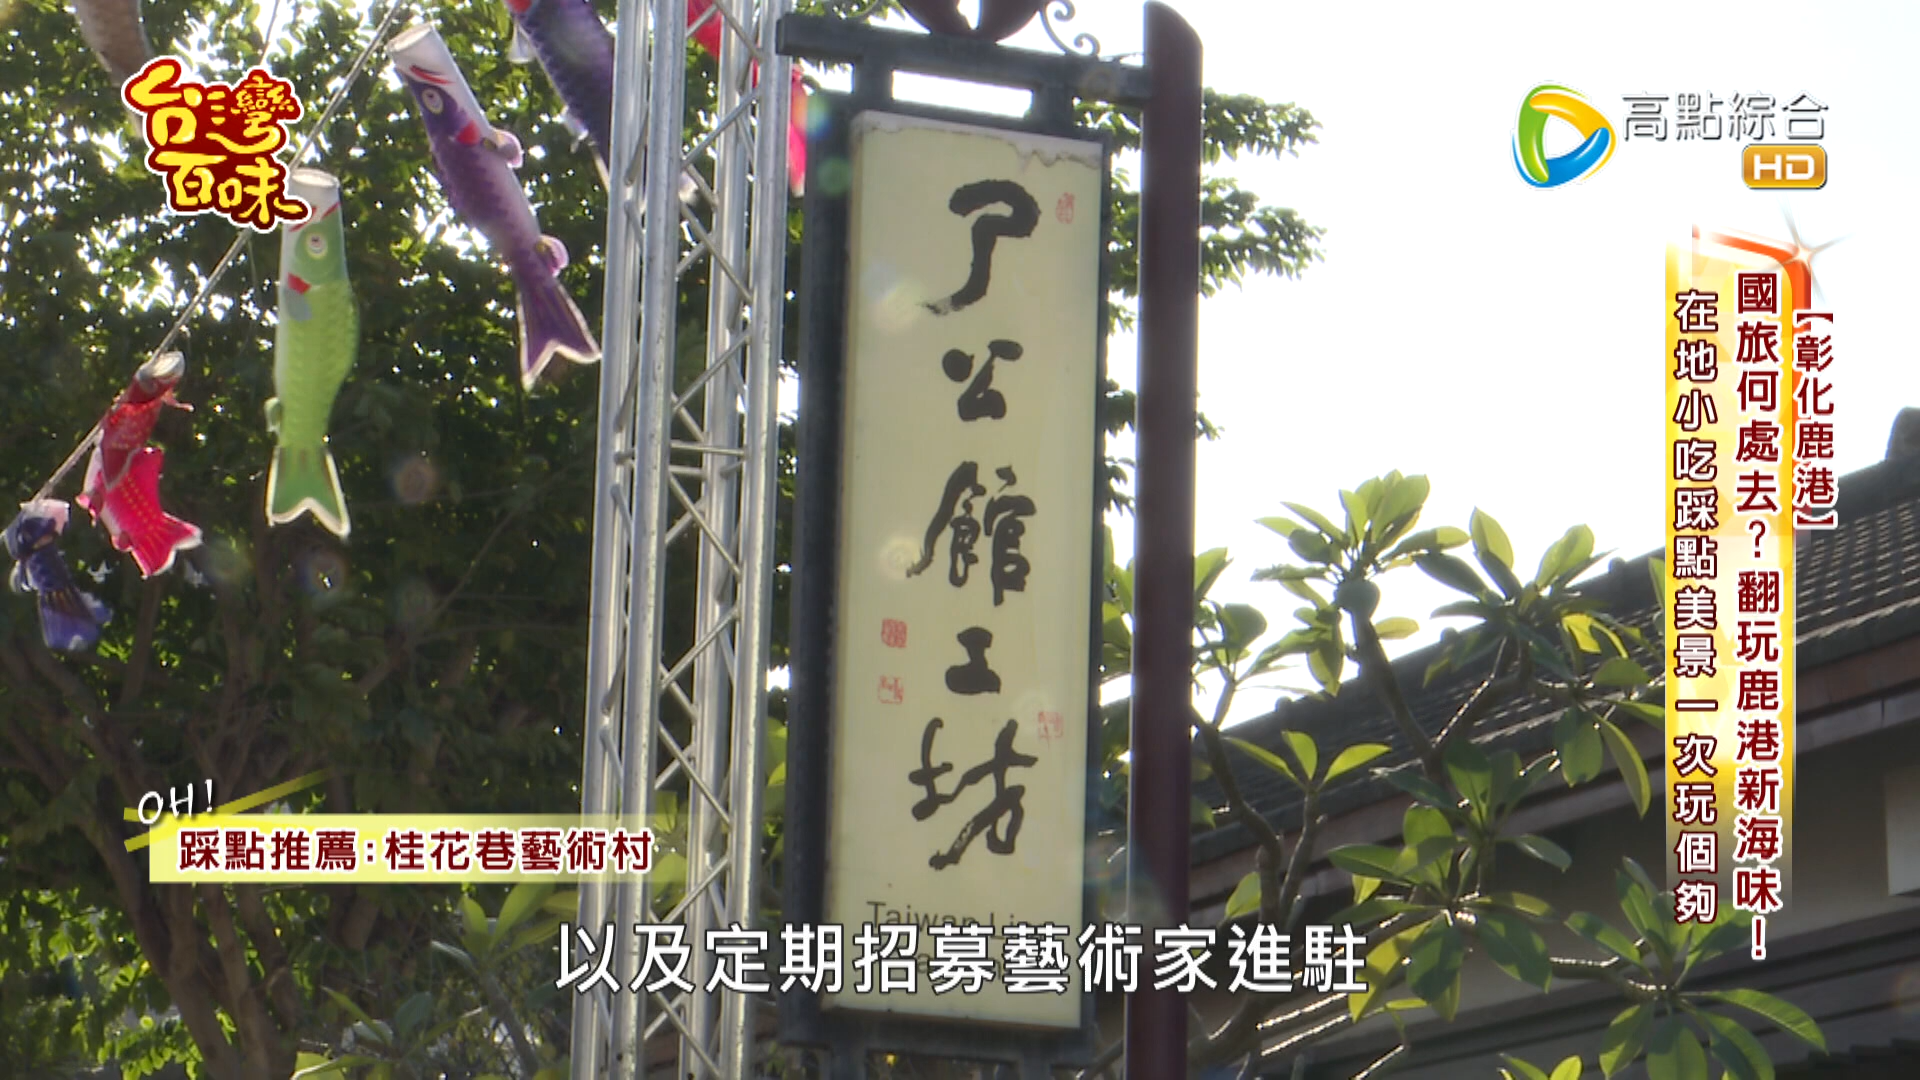 台灣
百味
高點綜合
HD
【彰化鹿港】
國旅何處去?翻玩鹿港新海味!
在地小吃踩點美景一次玩個夠
公館工坊
Taiwan
OH!
踩點推薦:桂花巷藝術村
以及定期招募藝術家進駐